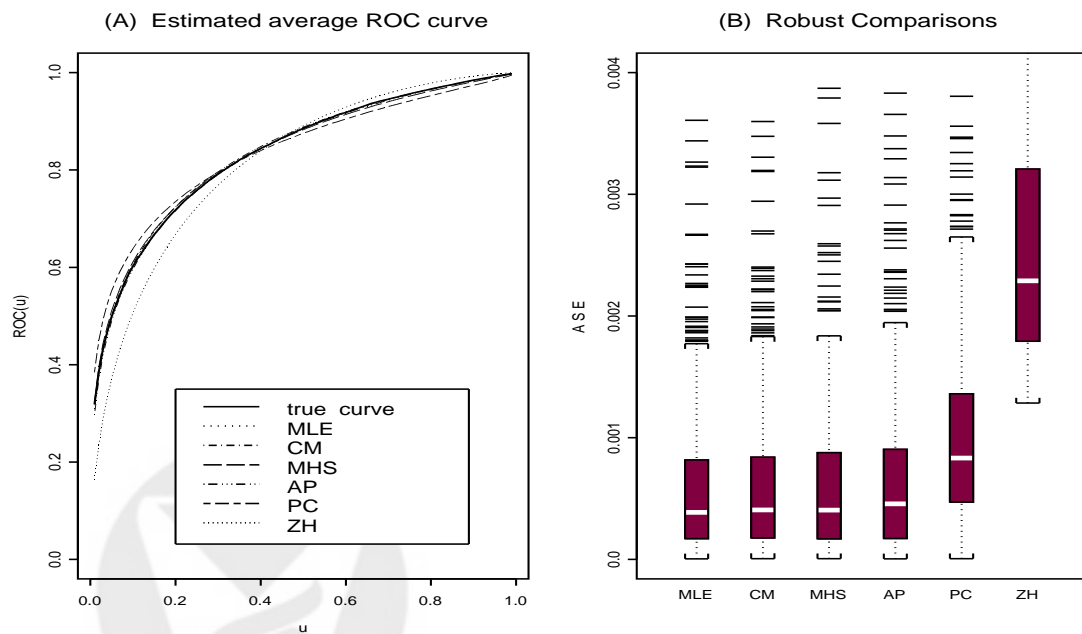 (A) Estimated average ROC curve
ROC(u)
1.0
0.8
0.6
0.4
0.2
0.0
true curve
MLE
CM
MHS
AP
PC
ZH
0.0 0.2 0.4 0.6 0.8 1.0
u
(B) Robust Comparisons
ASE
0.004
0.003
0.002
0.001
0.0
MLE CM MHS AP PC ZH